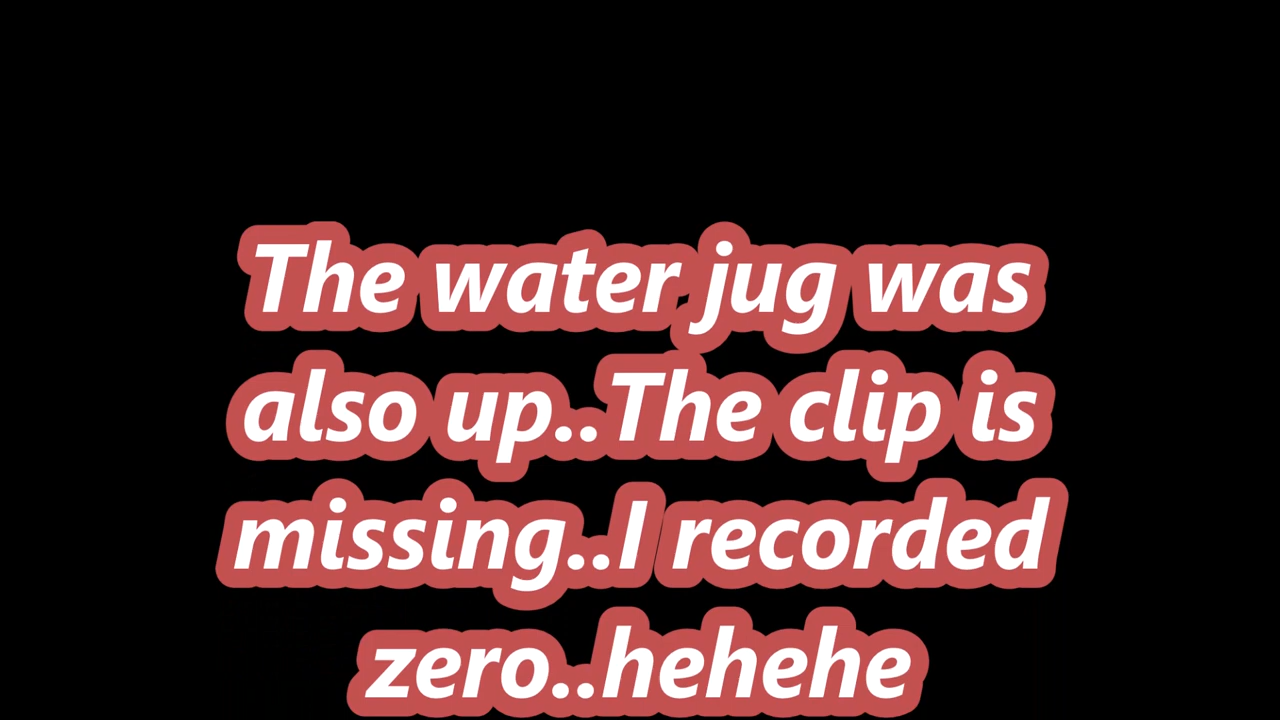 The water jug was
also up..The clip is
missing..I recorded
zero..hehehe